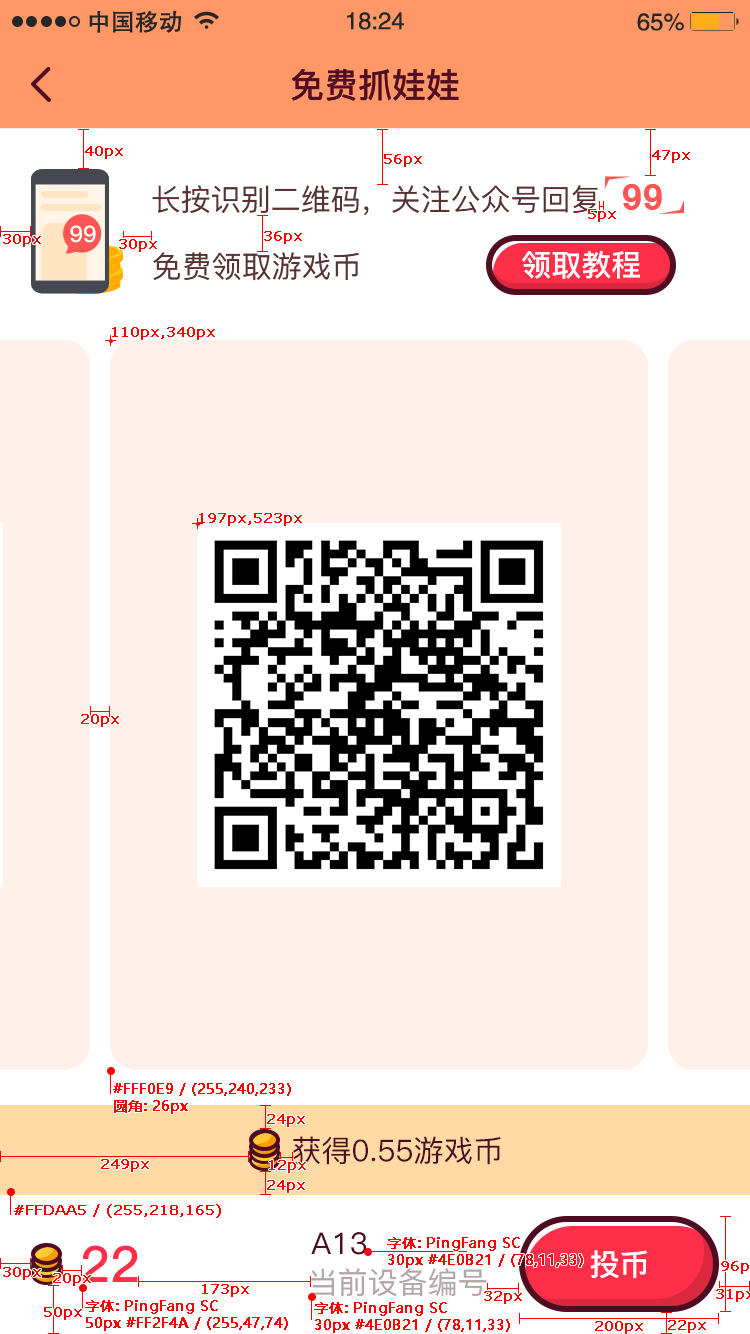 中国移动 18:24 65%
免费抓娃娃
40px
56px
47px
长按识别二维码，关注公众号回复 99
5px
99
30px
30px
36px
免费领取游戏币
领取教程
110px,340px
197px,523px
20px
#FFF0E9 / (255,240,233)
圆角: 26px
24px
获得0.55游戏币
249px
12px
24px
#FFDAA5 / (255,218,165)
A13
字体: PingFang SC
30px #4E0B21 / (78,11,33)
22
投币
30px
20px
96p
173px
当前设备编号
32px
31px
50px
字体: PingFang SC
50px #FF2F4A / (255,47,74)
字体: PingFang SC
30px #4E0B21 / (78,11,33)
200px
22px